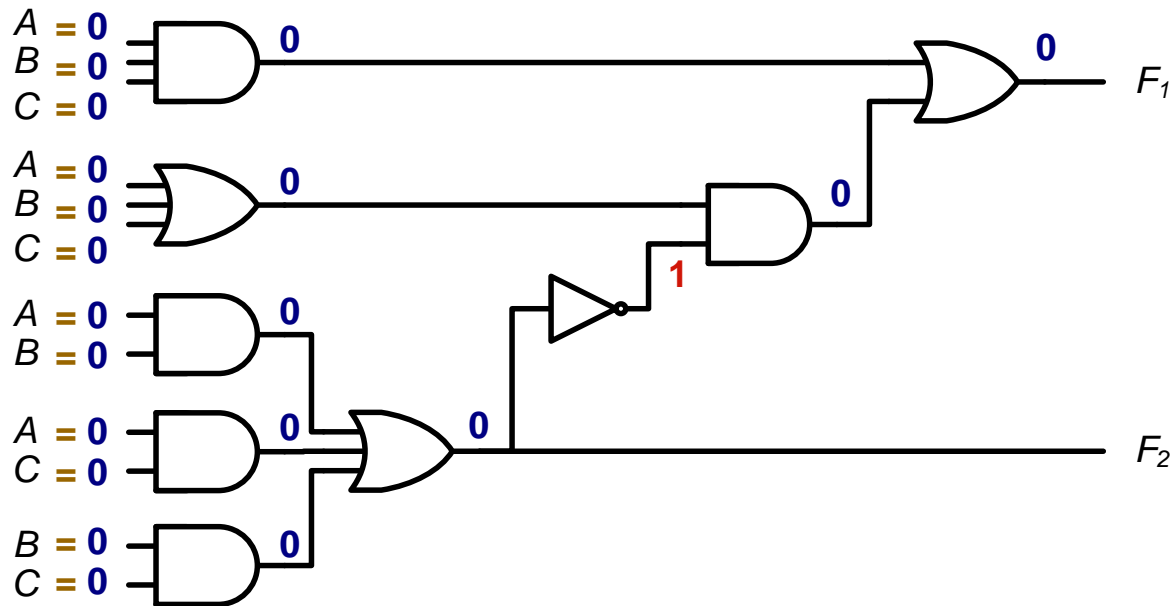 A = 0
0
0
B = 0
F1
C = 0
A = 0
0
B = 0
0
C = 0
1
A = 0
0
B = 0
A = 0
0
0
C = 0
F2
B = 0
0
C = 0